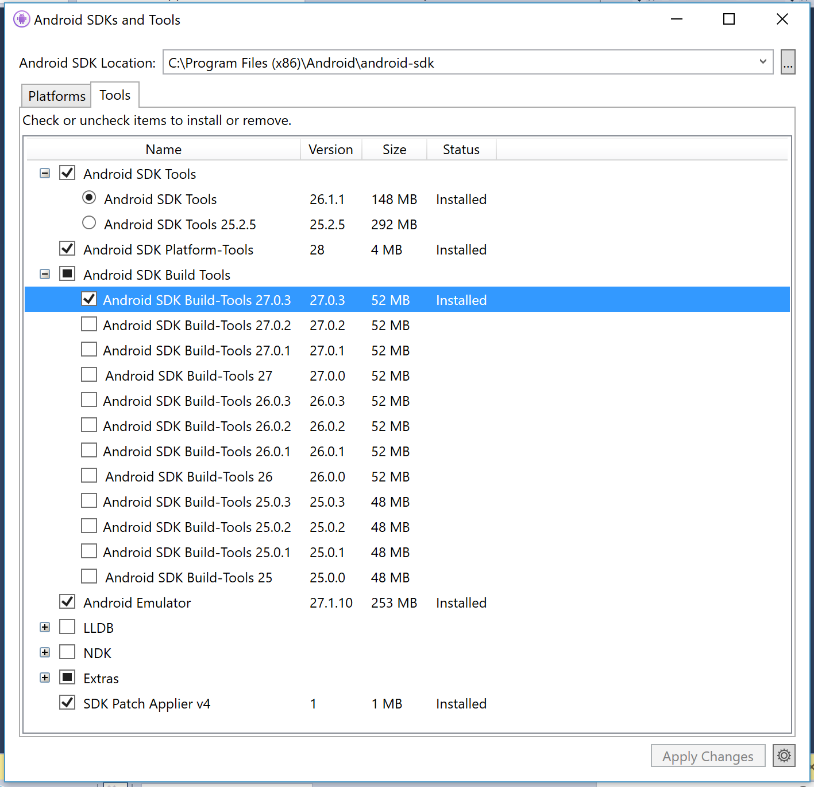 Android SDKs and Tools
Android SDK Location: C:\Program Files (x86)\Android\android-sdk ...
Platforms Tools
Check or uncheck items to install or remove.
Name Version Size Status
Android SDK Tools
Android SDK Tools 26.1.1 148 MB Installed
Android SDK Tools 25.2.5 25.2.5 292 MB
Android SDK Platform-Tools 28 4 MB Installed
Android SDK Build Tools
Android SDK Build-Tools 27.0.3 27.0.3 52 MB Installed
Android SDK Build-Tools 27.0.2 27.0.2 52 MB
Android SDK Build-Tools 27.0.1 27.0.1 52 MB
Android SDK Build-Tools 27 27.0.0 52 MB
Android SDK Build-Tools 26.0.3 26.0.3 52 MB
Android SDK Build-Tools 26.0.2 26.0.2 52 MB
Android SDK Build-Tools 26.0.1 26.0.1 52 MB
Android SDK Build-Tools 26 26.0.0 52 MB
Android SDK Build-Tools 25.0.3 25.0.3 48 MB
Android SDK Build-Tools 25.0.2 25.0.2 48 MB
Android SDK Build-Tools 25.0.1 25.0.1 48 MB
Android SDK Build-Tools 25 25.0.0 48 MB
Android Emulator 27.1.10 253 MB Installed
LLDB
NDK
Extras
SDK Patch Applier v4 1 1 MB Installed
Apply Changes